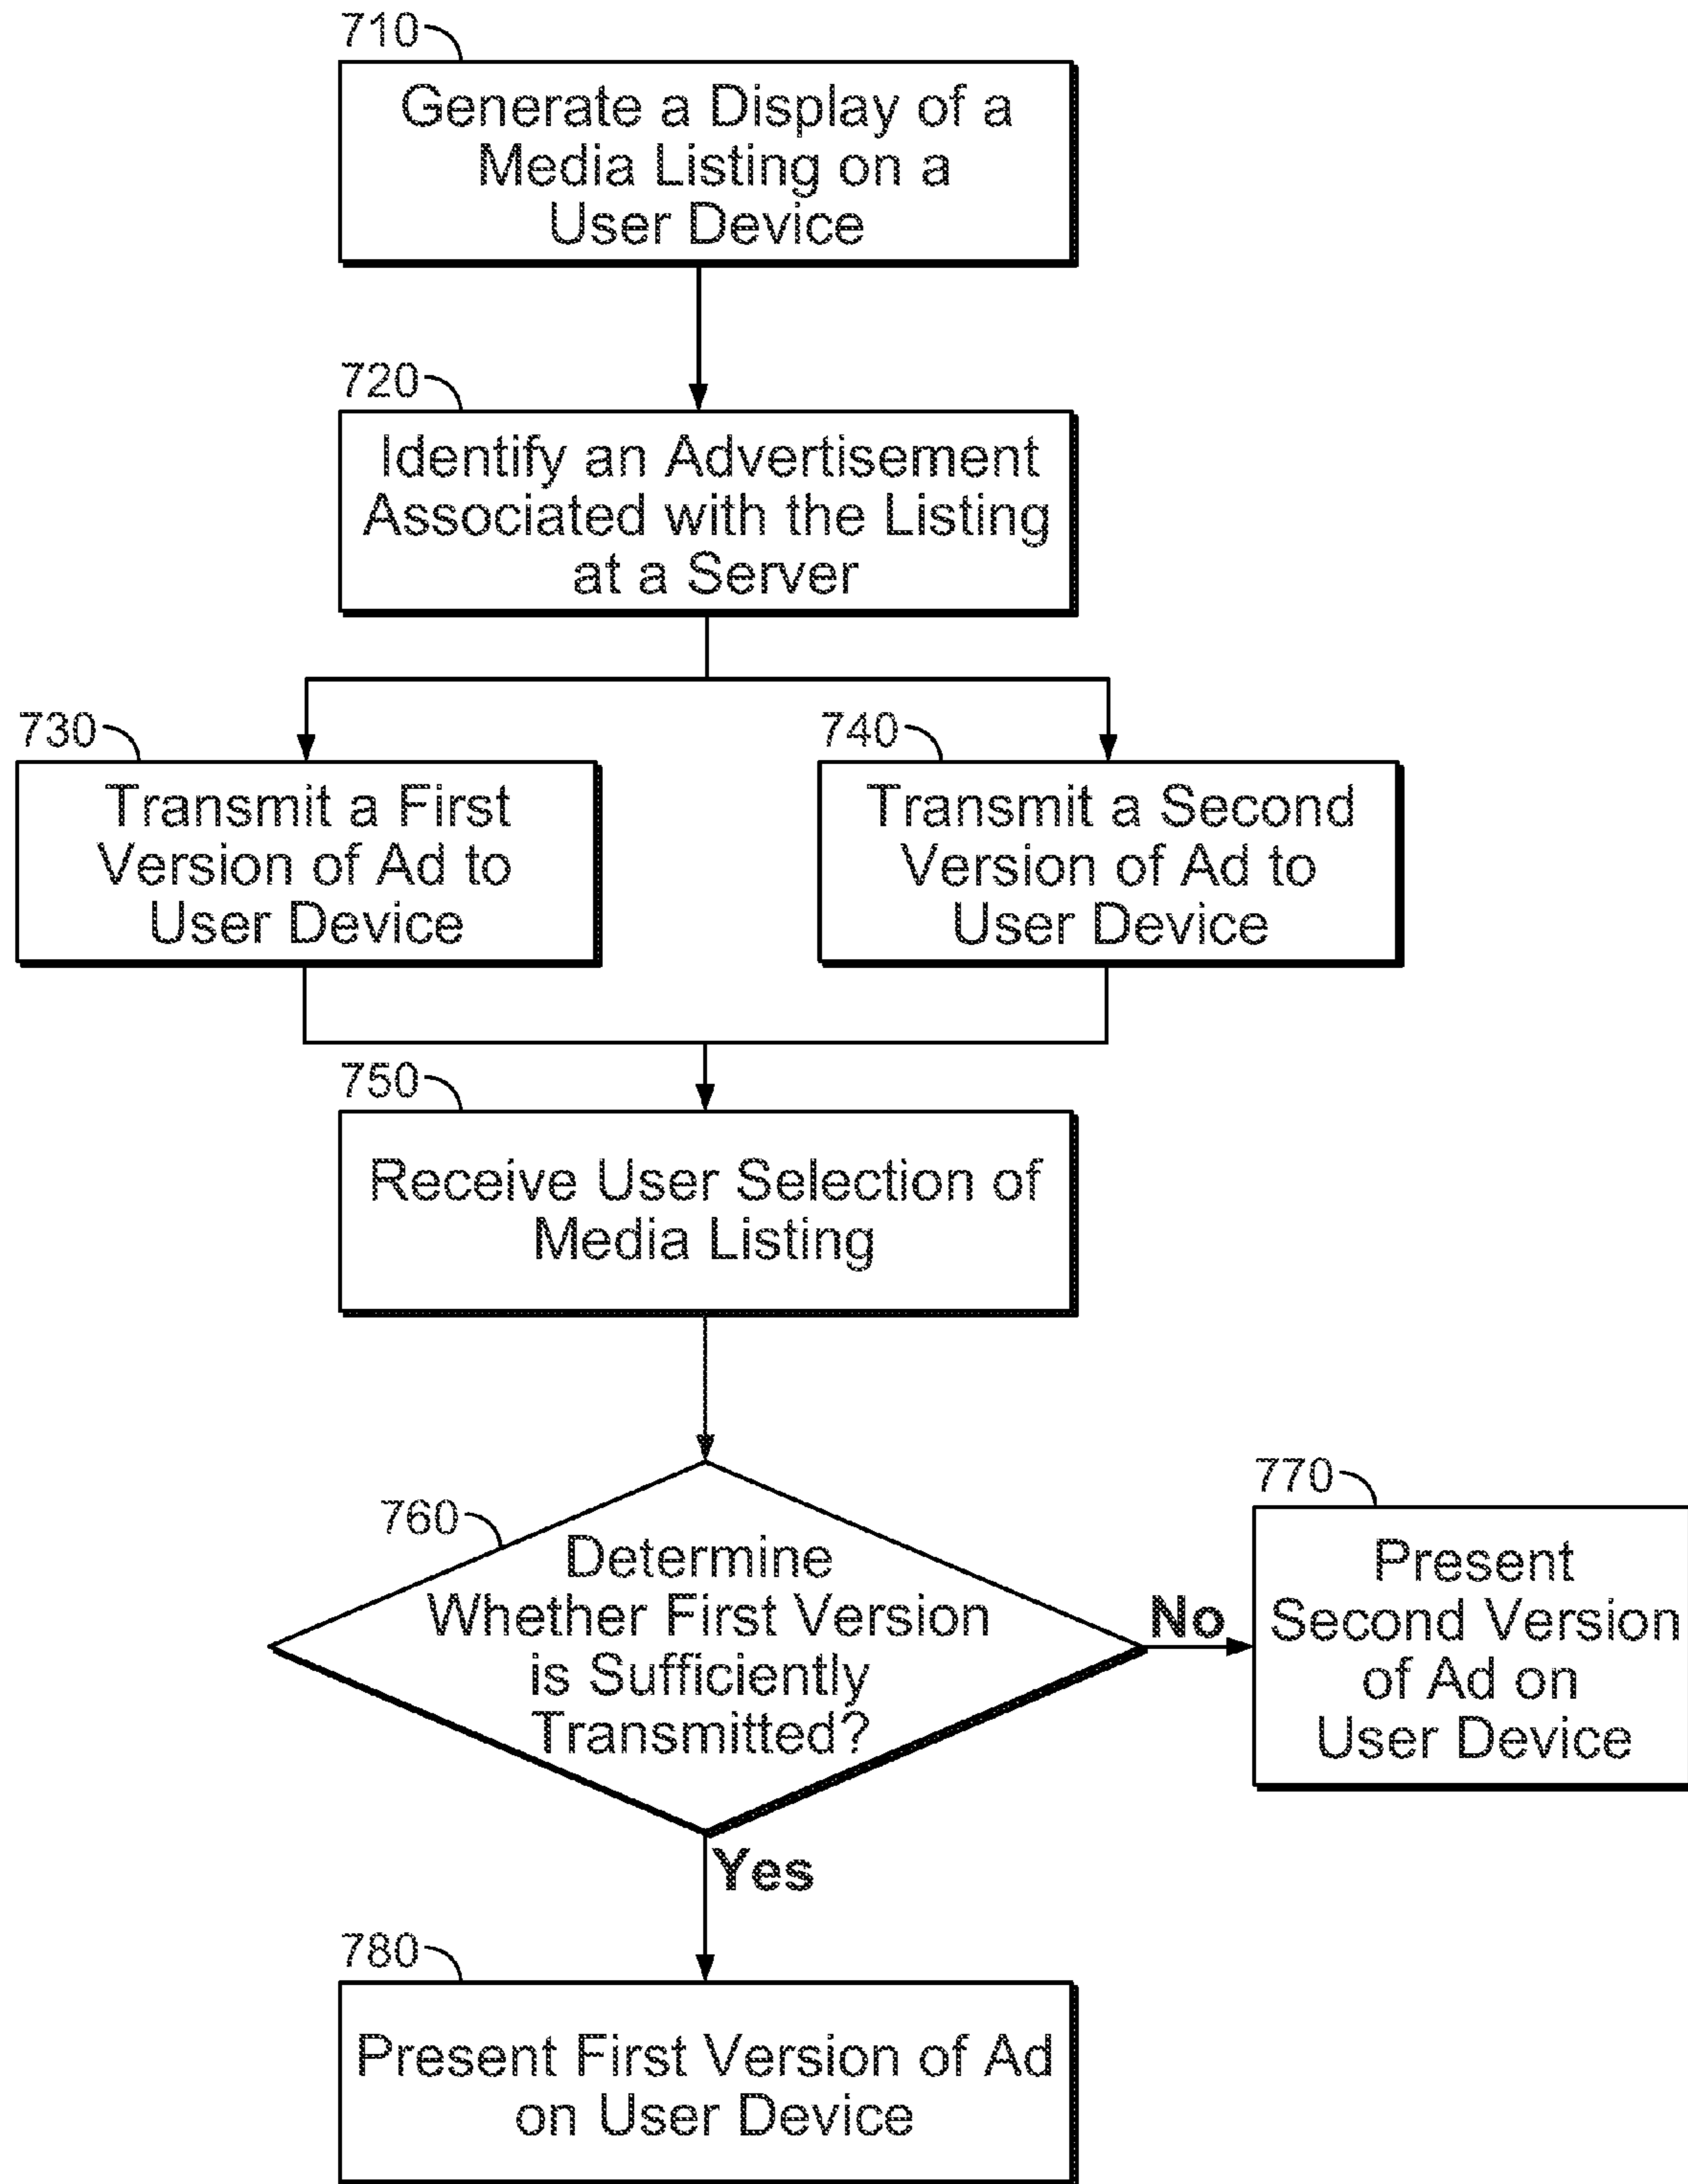 710
Generate a Display of a
Media Listing on a
User Device
720
Identify an Advertisement
Associated with the Listing
at a Server
730
Transmit a First
Version of Ad to
User Device
740
Transmit a Second
Version of Ad to
User Device
750
Receive User Selection of
Media Listing
760
Determine
Whether First Version
is Sufficiently
Transmitted?
No
770
Present
Second Version
of Ad on
User Device
Yes
780
Present First Version of Ad
on User Device